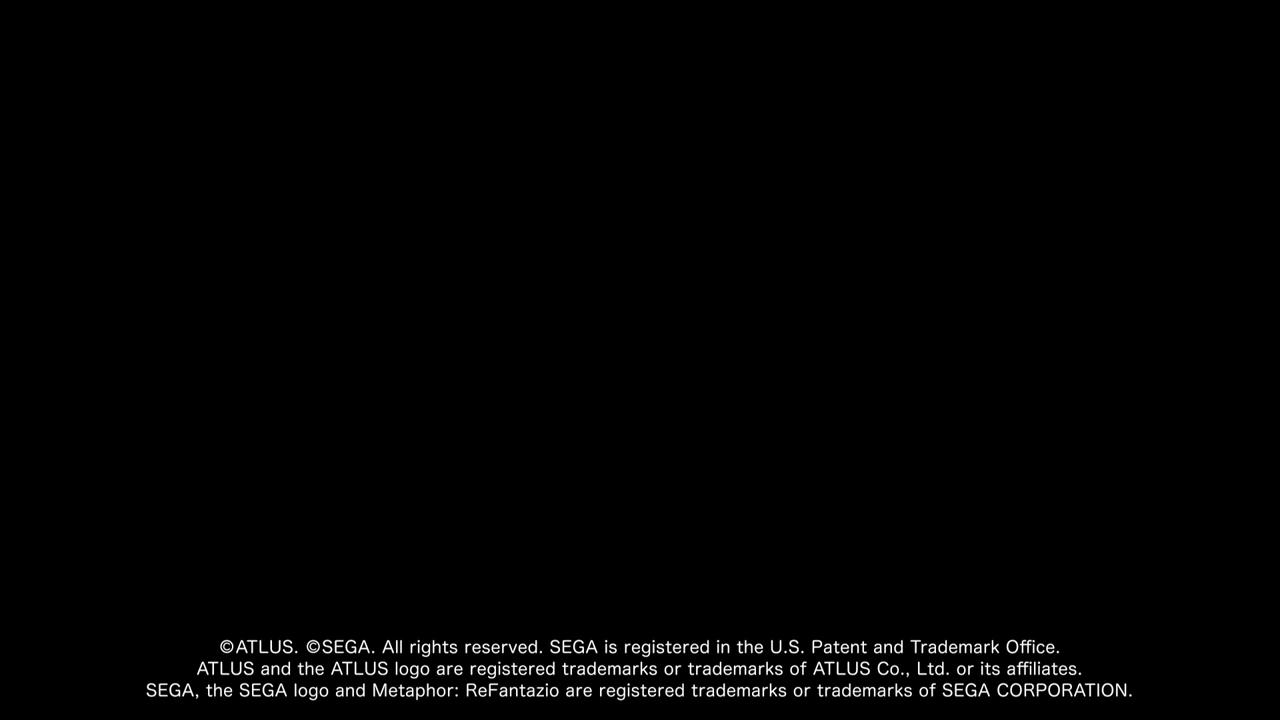 ©ATLUS. ©SEGA. All rights reserved. SEGA is registered in the U.S. Patent and Trademark Office.
ATLUS and the ATLUS logo are registered trademarks or trademarks of ATLUS Co., Ltd. or its affiliates.
SEGA, the SEGA logo and Metaphor: ReFantazio are registered trademarks or trademarks of SEGA CORPORATION.